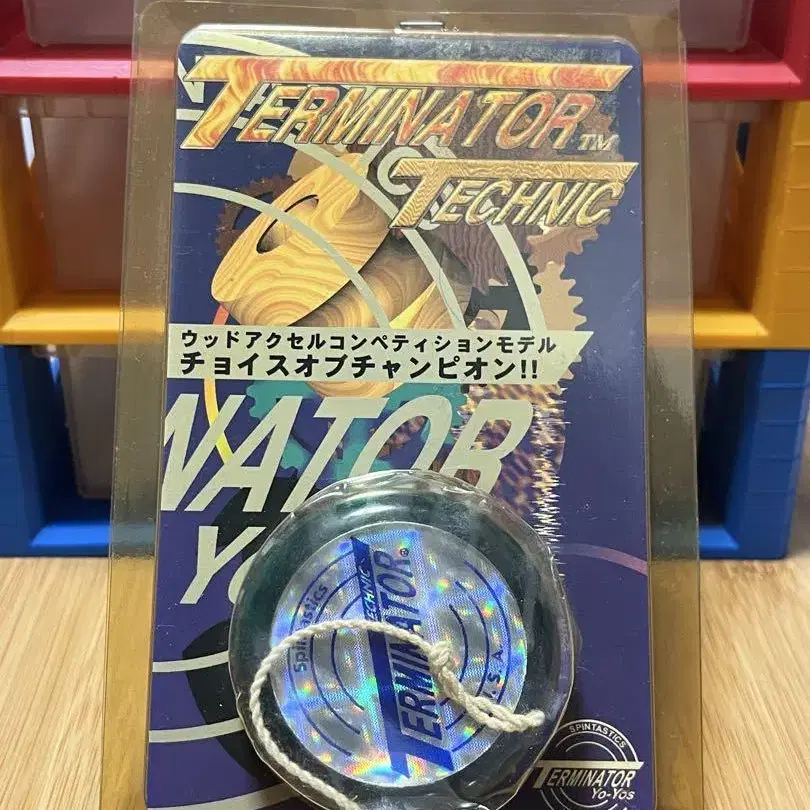 TERMINATOR™
TECHNIC
ウッドアクセルコンペティションモデル
チョイスオブチャンピオン!!
NATOR
Yo
Spintastics
TECHNIC
TERMINATOR®
U.S.A.
SPINTASTICS
TERMINATOR
Yo-Yos